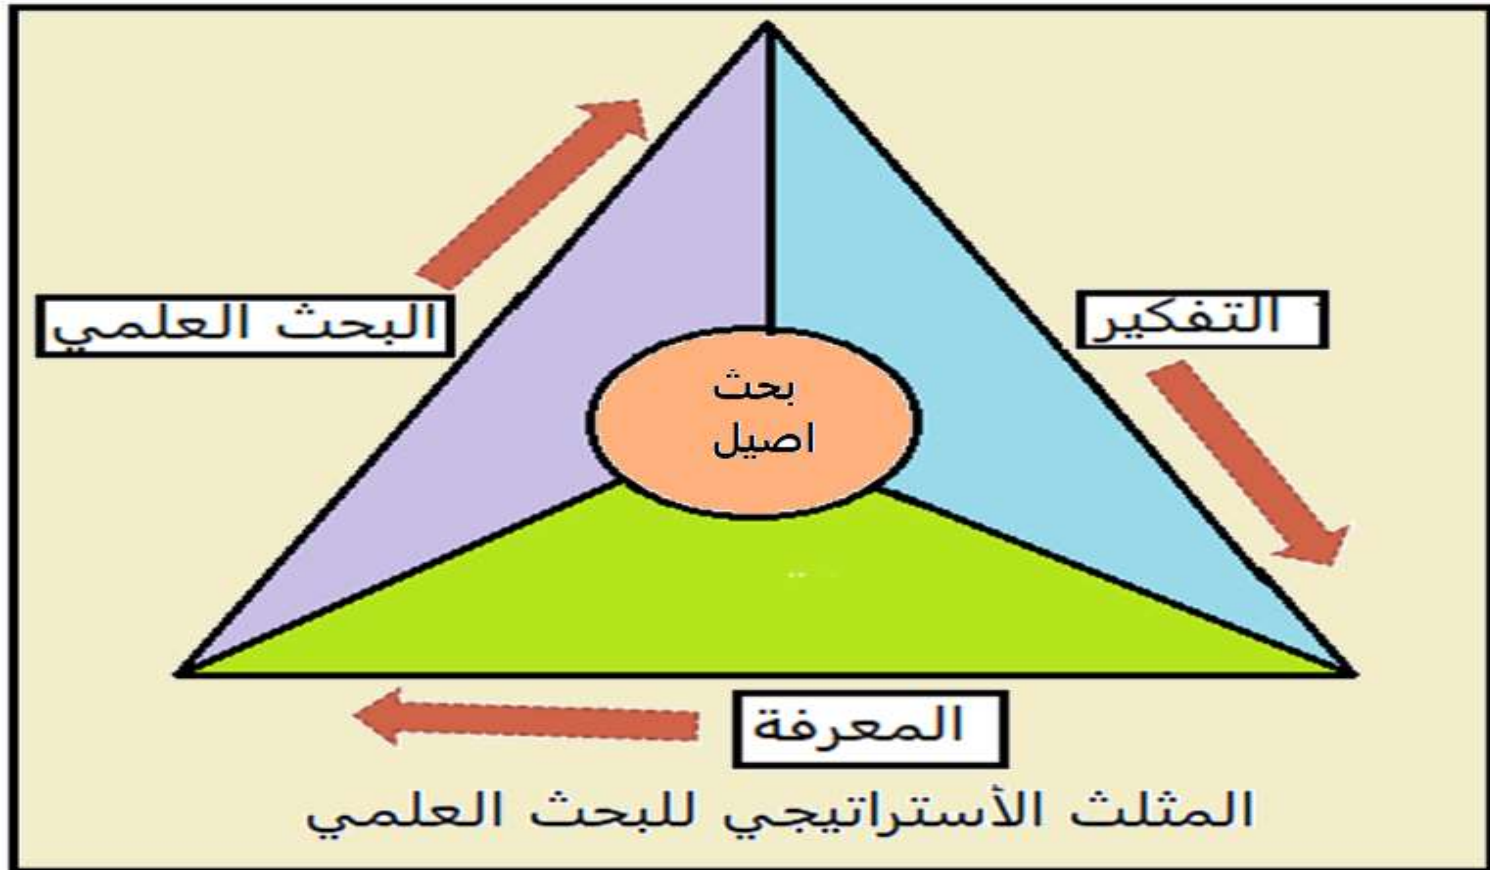 البحث العلمي
التفكير
بحث
اصيل
المعرفة
المثلث الأستراتيجي للبحث العلمي